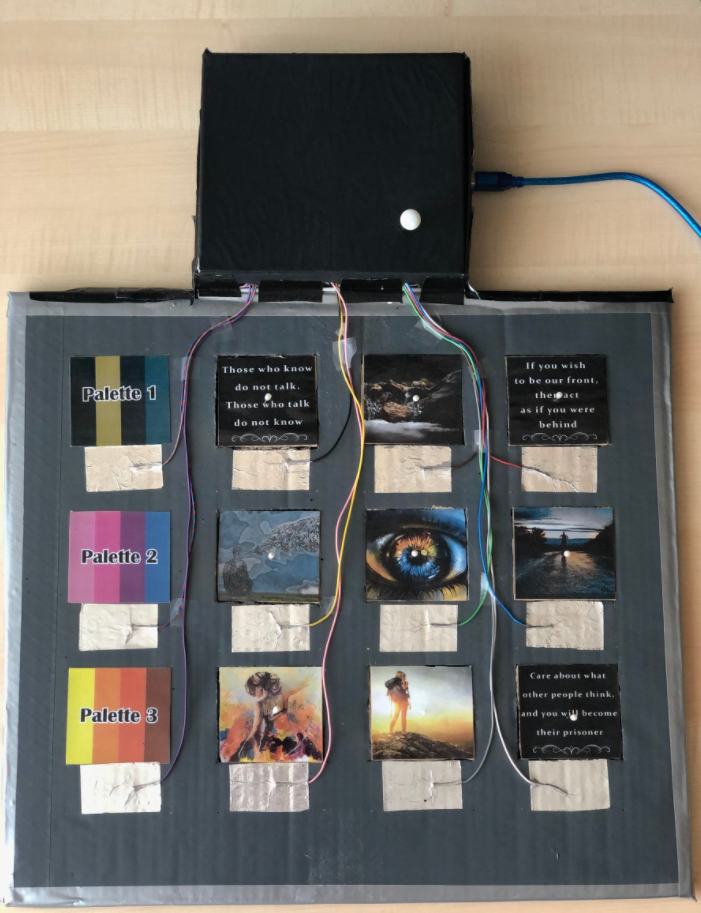 Palette 1
Those who know
do not talk.
Those who talk
do not know
If you wish
to be our front,
then act
as if you were
behind
Palette 2
Palette 3
Care about what
other people think,
and you will become
their prisoner